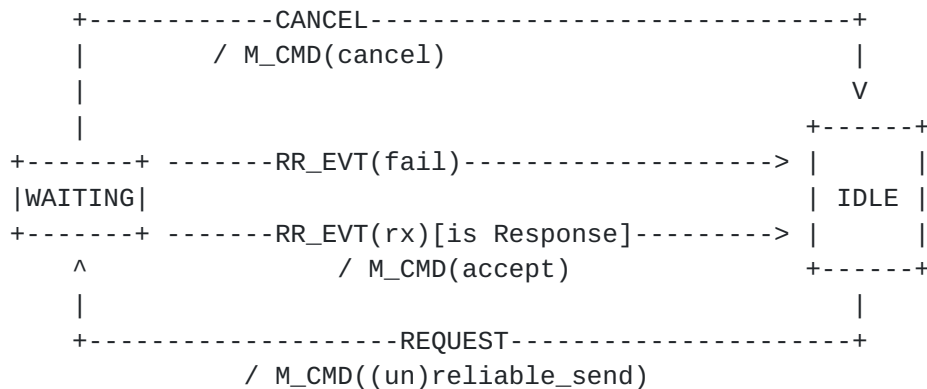 CANCEL
/ M_CMD(cancel)
RR_EVT(fail)
WAITING
IDLE
RR_EVT(rx)[is Response]
/ M_CMD(accept)
REQUEST
/ M_CMD((un)reliable_send)